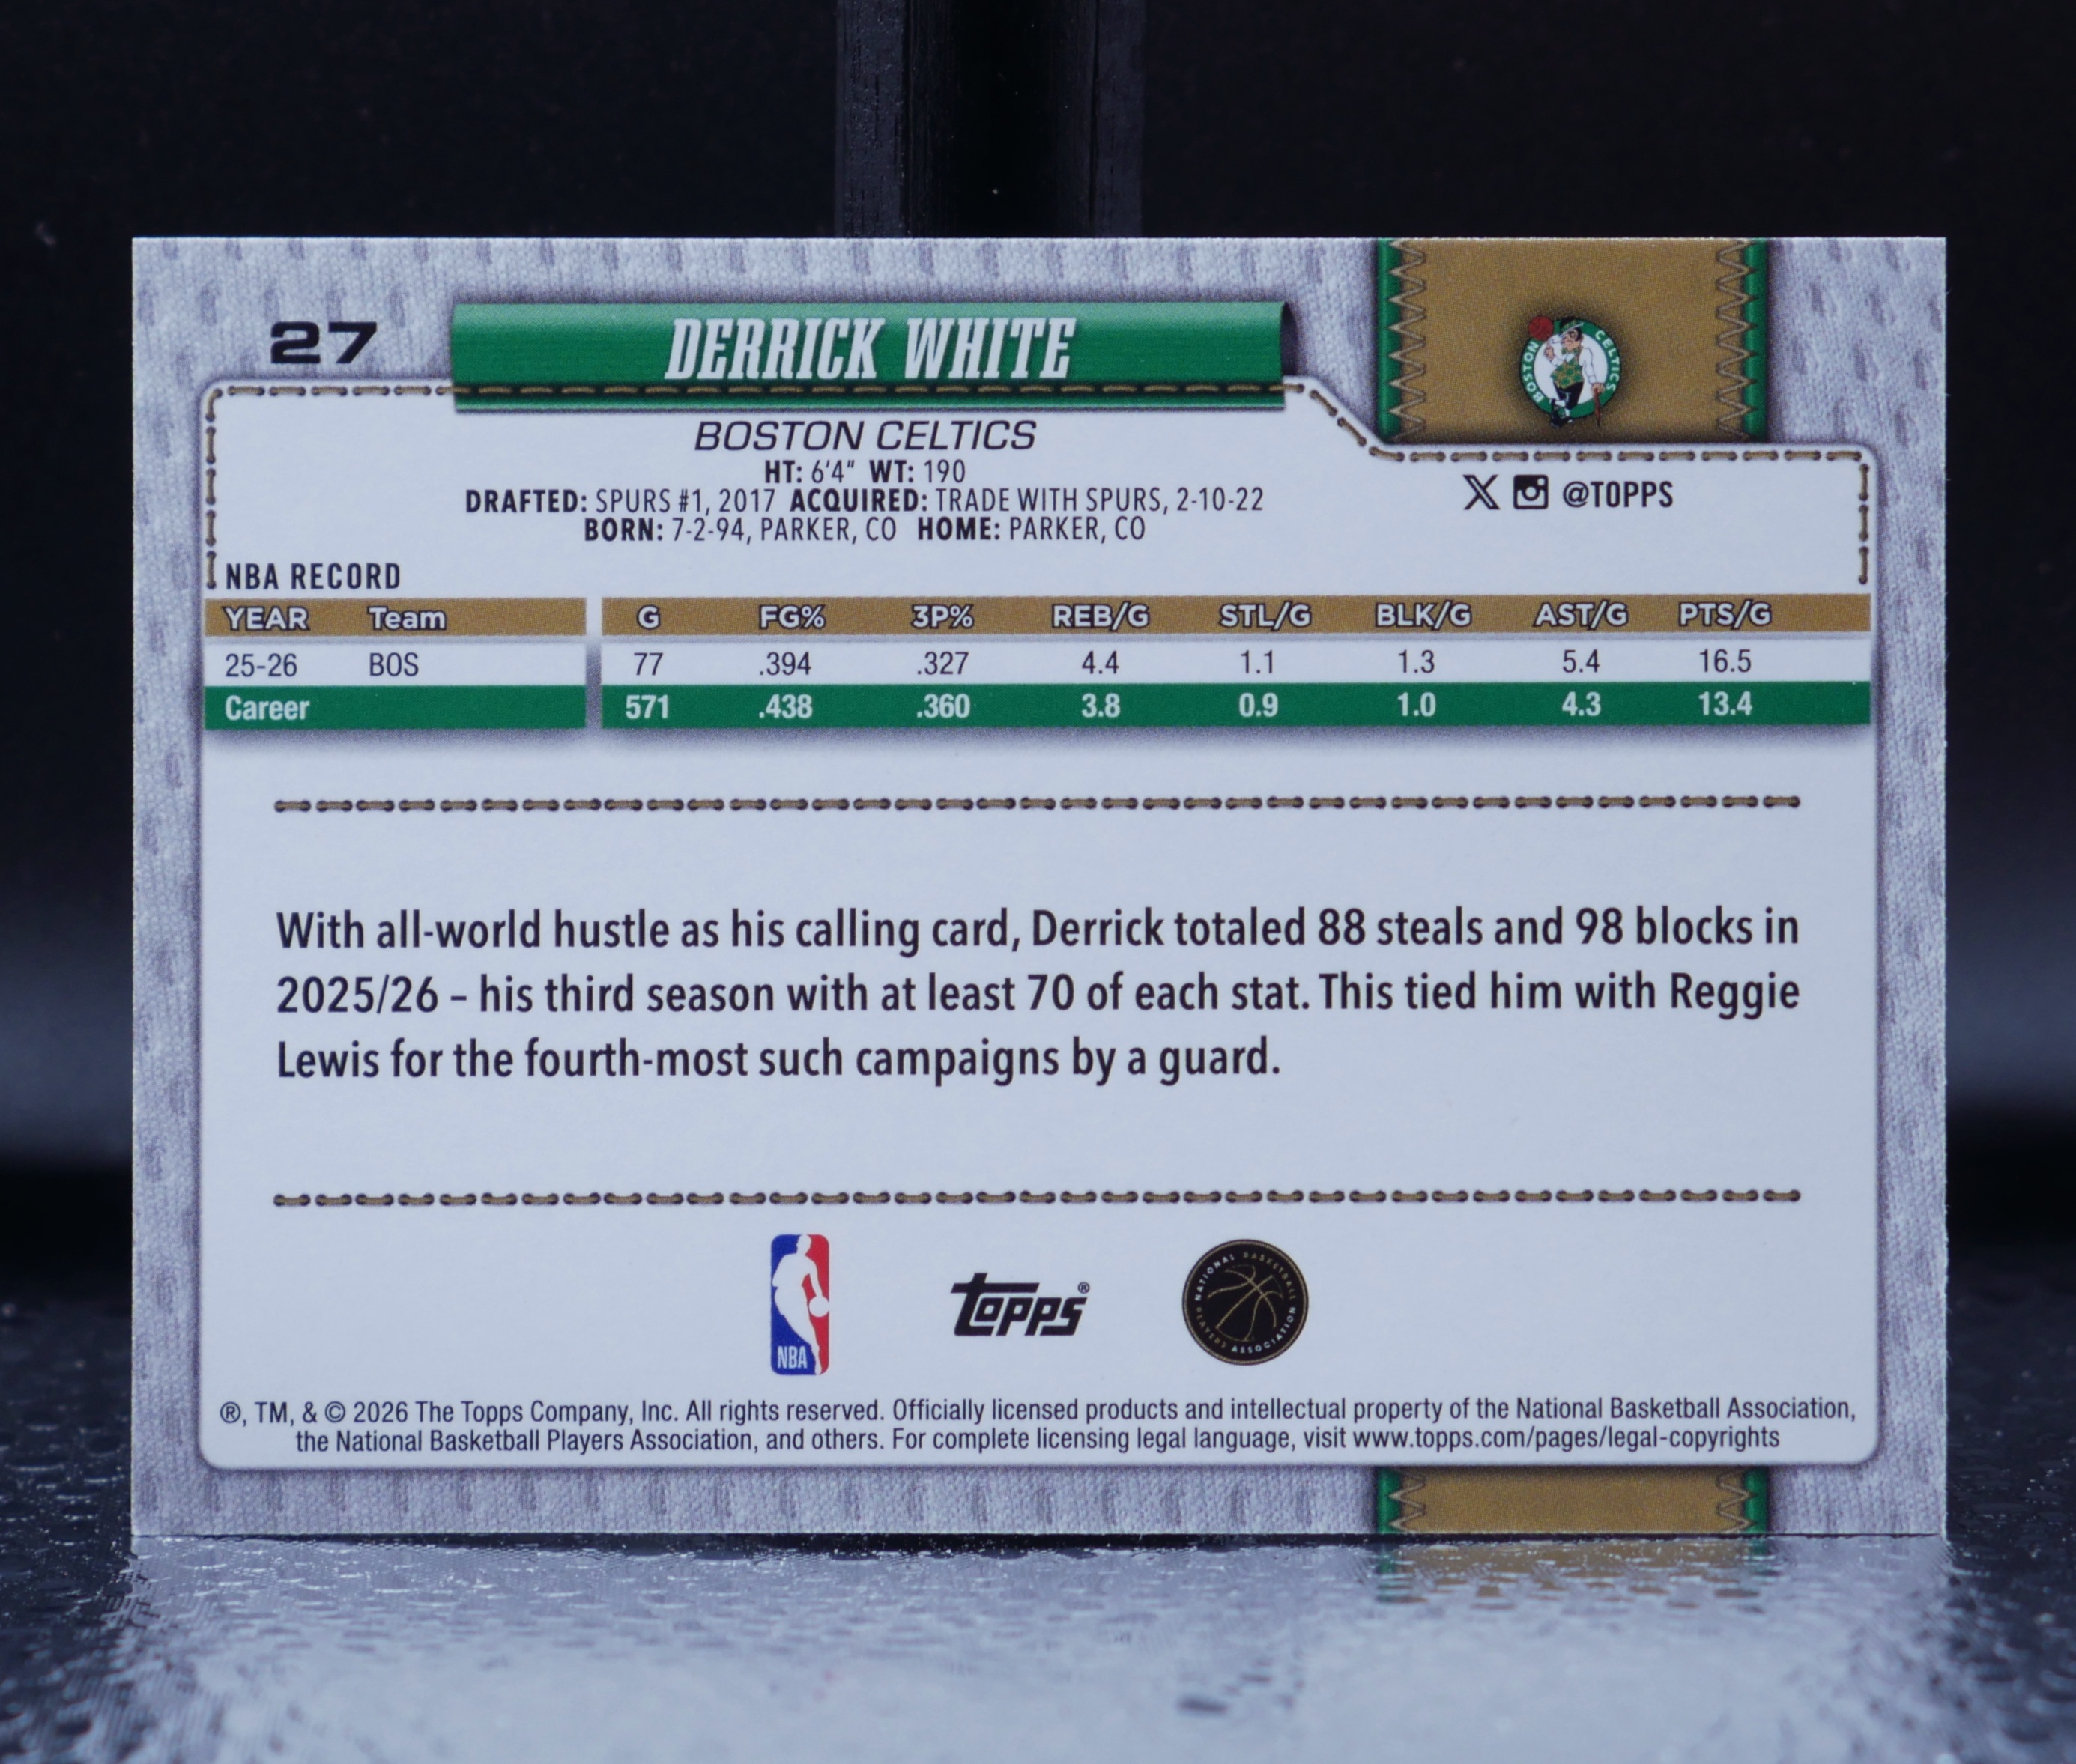 27
DERRICK WHITE
BOSTON CELTICS
BOSTON CELTICS
HT: 6'4" WT: 190
DRAFTED: SPURS #1, 2017 ACQUIRED: TRADE WITH SPURS, 2-10-22
BORN: 7-2-94, PARKER, CO HOME: PARKER, CO
X @TOPPS
NBA RECORD
YEAR Team G FG% 3P% REB/G STL/G BLK/G AST/G PTS/G
25-26 BOS 77 .394 .327 4.4 1.1 1.3 5.4 16.5
Career 571 .438 .360 3.8 0.9 1.0 4.3 13.4
With all-world hustle as his calling card, Derrick totaled 88 steals and 98 blocks in
2025/26 – his third season with at least 70 of each stat. This tied him with Reggie
Lewis for the fourth-most such campaigns by a guard.
NBA
Topps®
NATIONAL BASKETBALL PLAYERS ASSOCIATION
®, TM, & © 2026 The Topps Company, Inc. All rights reserved. Officially licensed products and intellectual property of the National Basketball Association,
the National Basketball Players Association, and others. For complete licensing legal language, visit www.topps.com/pages/legal-copyrights